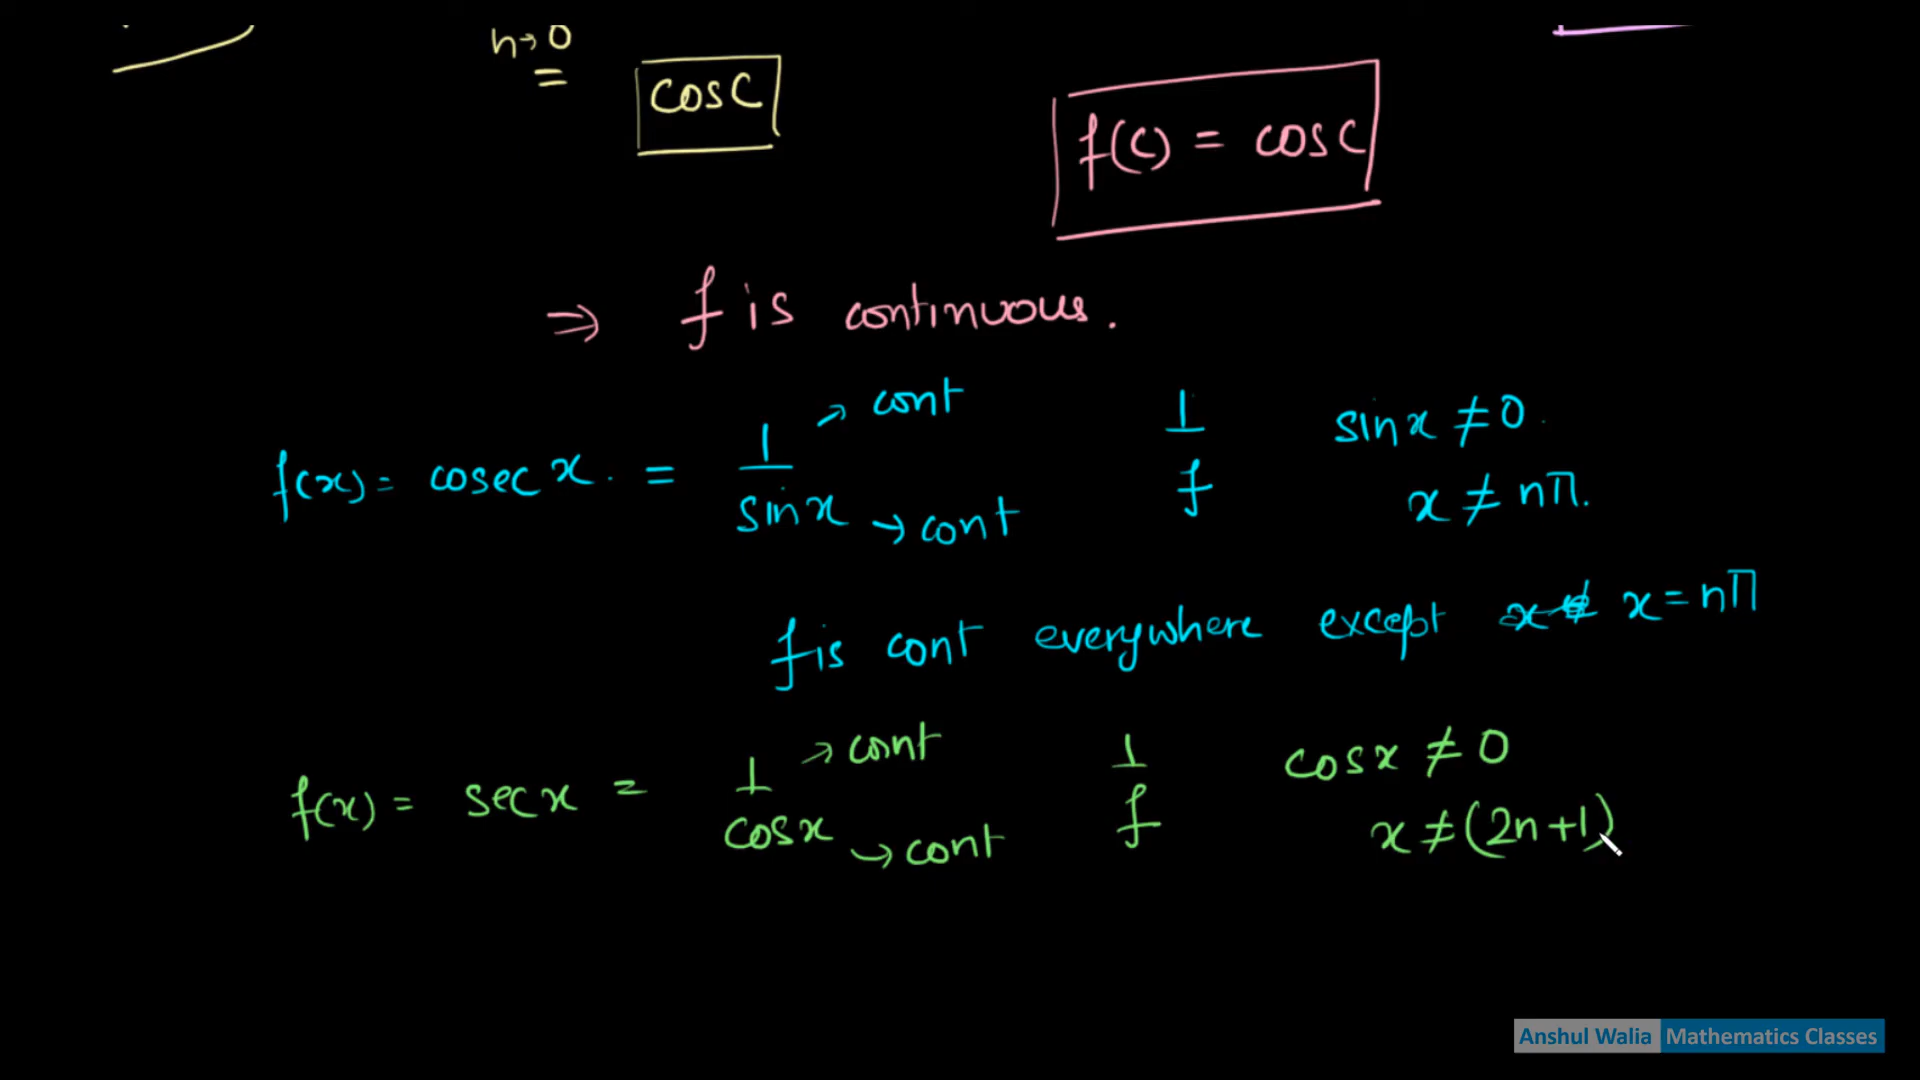 h→0
= cos C
f(c) = cos C
⇒ f is continuous.
f(x) = cosec x . = 1/sin x → cont → cont 1/f sin x ≠ 0.
x ≠ nπ.
f is cont everywhere except x = nπ
f(x) = sec x = 1/cos x → cont → cont 1/f cos x ≠ 0
x ≠ (2n+1)
Anshul Walia Mathematics Classes